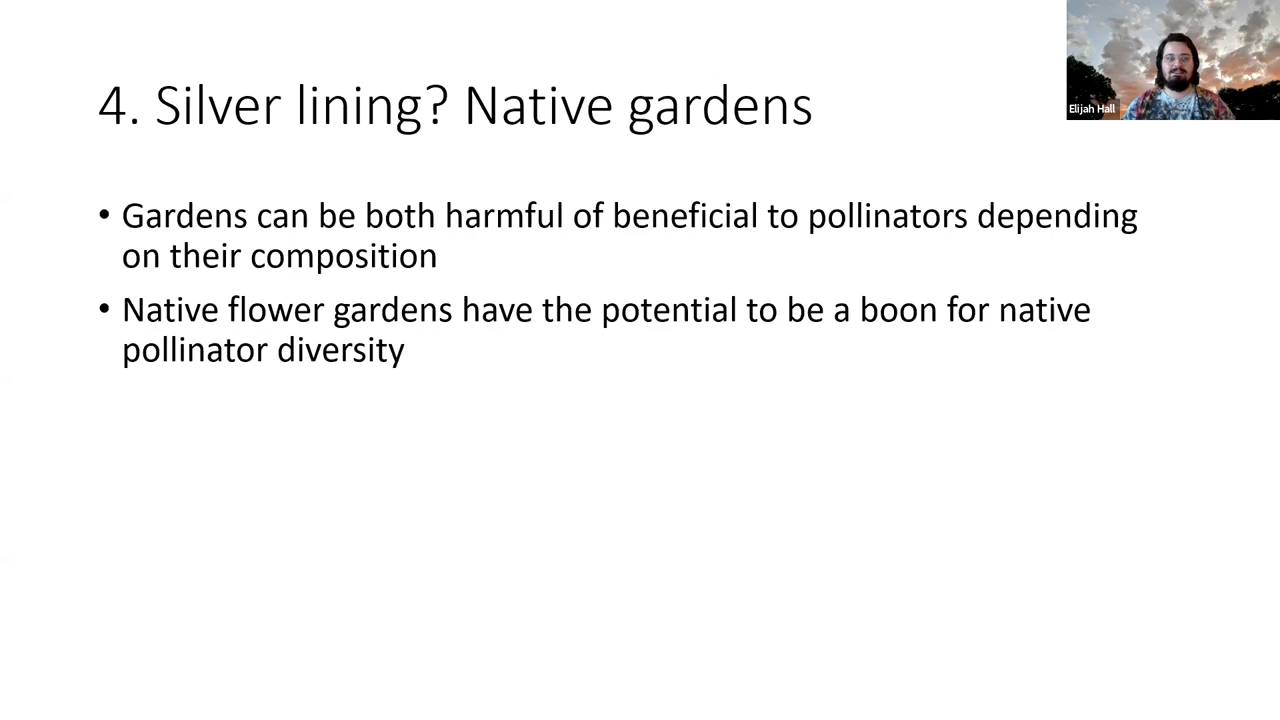 4. Silver lining? Native gardens
Elijah Hall
• Gardens can be both harmful of beneficial to pollinators depending
on their composition
• Native flower gardens have the potential to be a boon for native
pollinator diversity